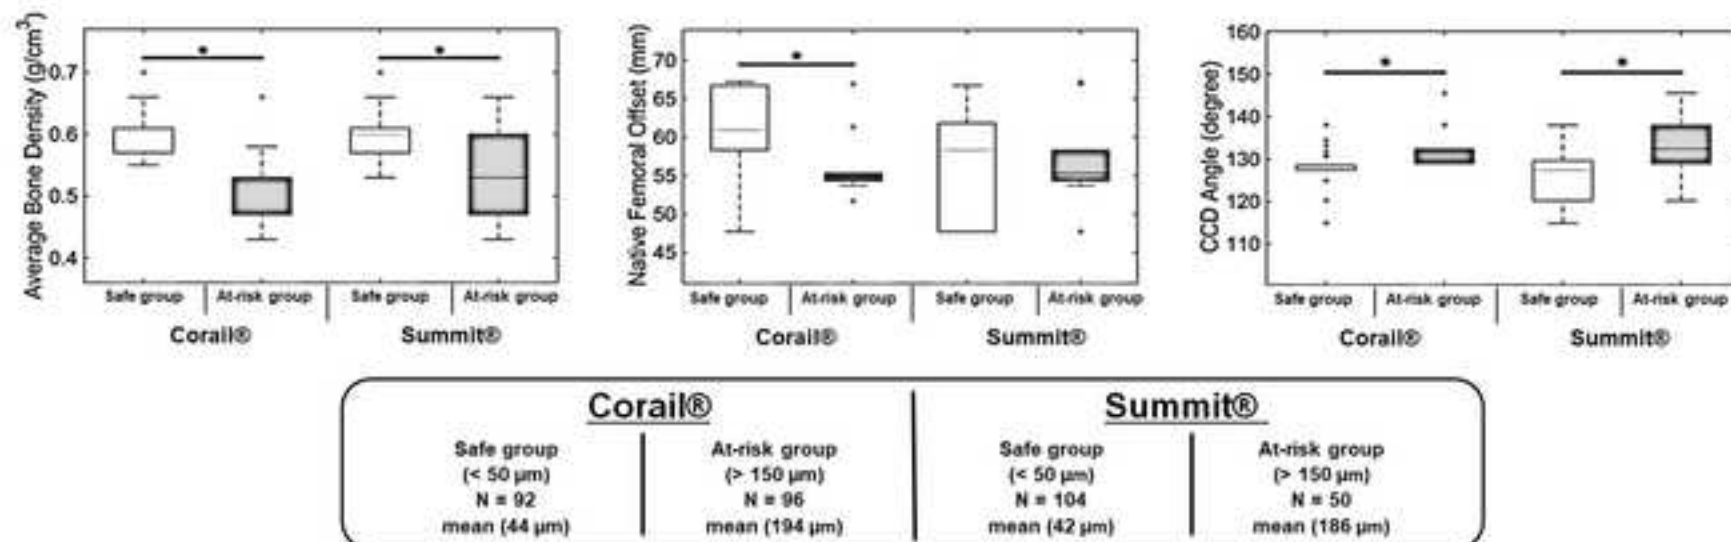 Average Bone Density (g/cm³)
0.7
0.6
0.5
0.4
*
*
Safe group
At-risk group
Safe group
At-risk group
Corail®
Summit®
Native Femoral Offset (mm)
70
65
60
55
50
45
*
Safe group
At-risk group
Safe group
At-risk group
Corail®
Summit®
CCD Angle (degree)
160
150
140
130
120
110
*
*
Safe group
At-risk group
Safe group
At-risk group
Corail®
Summit®
Corail®
Safe group
(< 50 µm)
N = 92
mean (44 µm)
At-risk group
(> 150 µm)
N = 96
mean (194 µm)
Summit®
Safe group
(< 50 µm)
N = 104
mean (42 µm)
At-risk group
(> 150 µm)
N = 50
mean (186 µm)